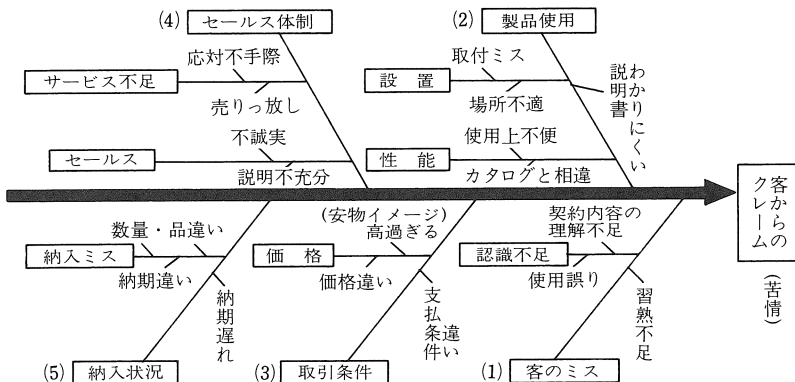 (4) セールス体制
(2) 製品使用
応対不手際
サービス不足
売りっ放し
不誠実
セールス
説明不充分
取付ミス
設置
場所不適
わかりにくい
説明書
使用上不便
性能
カタログと相違
客からの
クレーム
(苦情)
数量・品違い
納入ミス
納期違い
納期遅れ
(5) 納入状況
(安物イメージ)
高過ぎる
価格
価格違い
支払
条件
違い
(3) 取引条件
契約内容の
理解不足
認識不足
使用誤り
習熟不足
(1) 客のミス